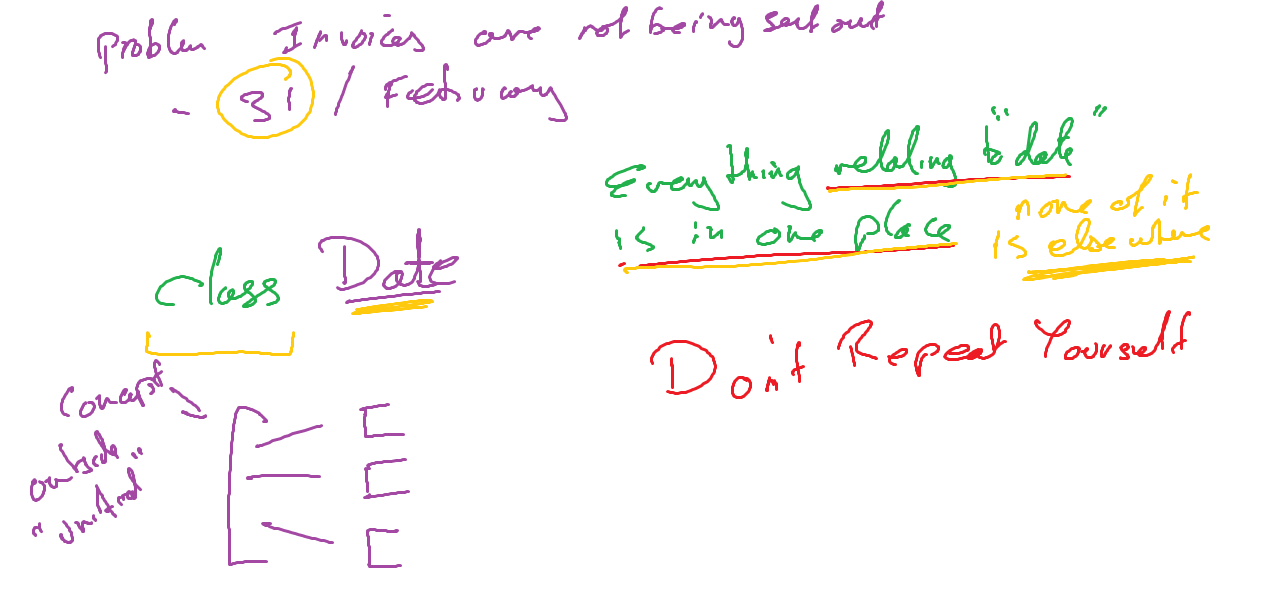 Problem Invoices are not being sent out
- 31 / February
Everything relating to "date"
is in one place
none of it
is elsewhere
class Date
Don't Repeat Yourself
Concept
outside
"unified"